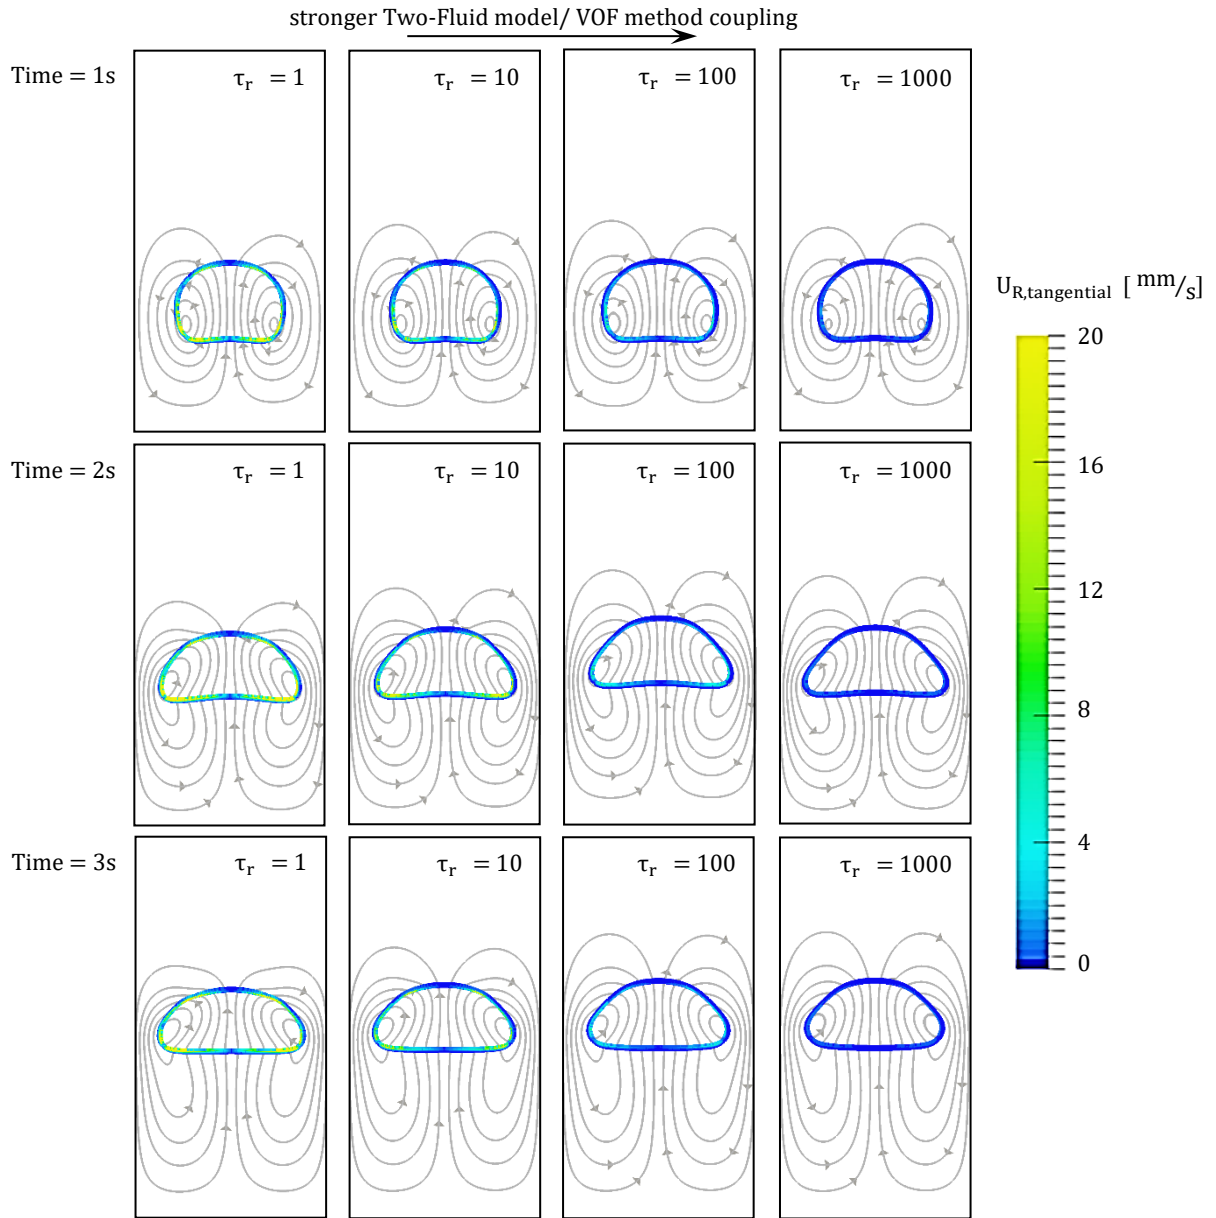 stronger Two-Fluid model/ VOF method coupling
Time = 1s
τr = 1
τr = 10
τr = 100
τr = 1000
UR,tangential [ mm/s]
20
16
12
8
4
0
Time = 2s
τr = 1
τr = 10
τr = 100
τr = 1000
Time = 3s
τr = 1
τr = 10
τr = 100
τr = 1000